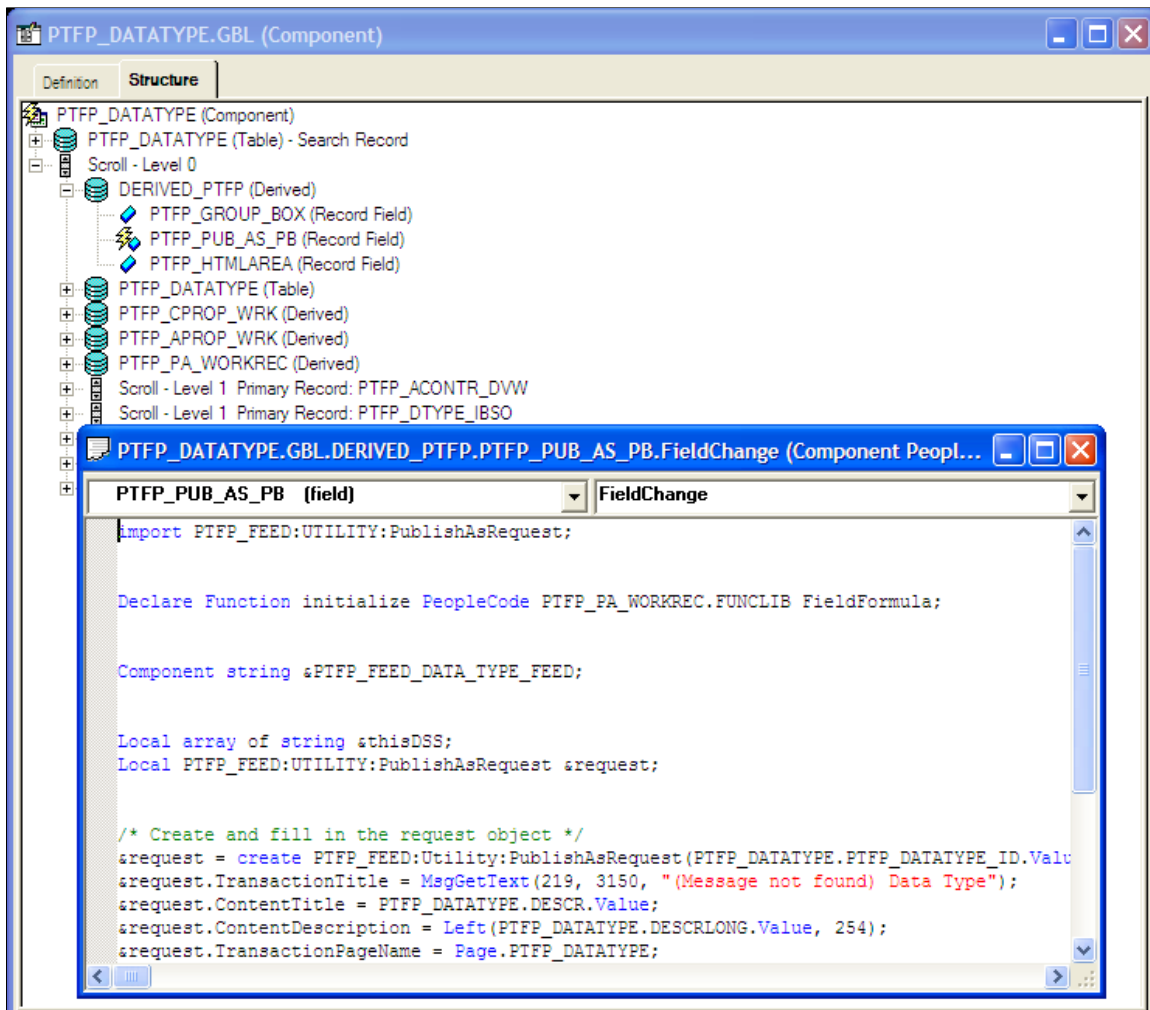 PTFP_DATATYPE.GBL (Component)
Definition Structure
PTFP_DATATYPE (Component)
PTFP_DATATYPE (Table) - Search Record
Scroll - Level 0
DERIVED_PTFP (Derived)
PTFP_GROUP_BOX (Record Field)
PTFP_PUB_AS_PB (Record Field)
PTFP_HTMLAREA (Record Field)
PTFP_DATATYPE (Table)
PTFP_CPROP_WRK (Derived)
PTFP_APROP_WRK (Derived)
PTFP_PA_WORKREC (Derived)
Scroll - Level 1 Primary Record: PTFP_ACONTR_DVW
Scroll - Level 1 Primary Record: PTFP_DTYPE_IBSO
PTFP_DATATYPE.GBL.DERIVED_PTFP.PTFP_PUB_AS_PB.FieldChange (Component Peopl...
PTFP_PUB_AS_PB (field) FieldChange
import PTFP_FEED:UTILITY:PublishAsRequest;
Declare Function initialize PeopleCode PTFP_PA_WORKREC.FUNCLIB FieldFormula;
Component string &PTFP_FEED_DATA_TYPE_FEED;
Local array of string &thisDSS;
Local PTFP_FEED:UTILITY:PublishAsRequest &request;
/* Create and fill in the request object */
&request = create PTFP_FEED:Utility:PublishAsRequest(PTFP_DATATYPE.PTFP_DATATYPE_ID.Valu
&request.TransactionTitle = MsgGetText(219, 3150, "(Message not found) Data Type");
&request.ContentTitle = PTFP_DATATYPE.DESCR.Value;
&request.ContentDescription = Left(PTFP_DATATYPE.DESCRLONG.Value, 254);
&request.TransactionPageName = Page.PTFP_DATATYPE;